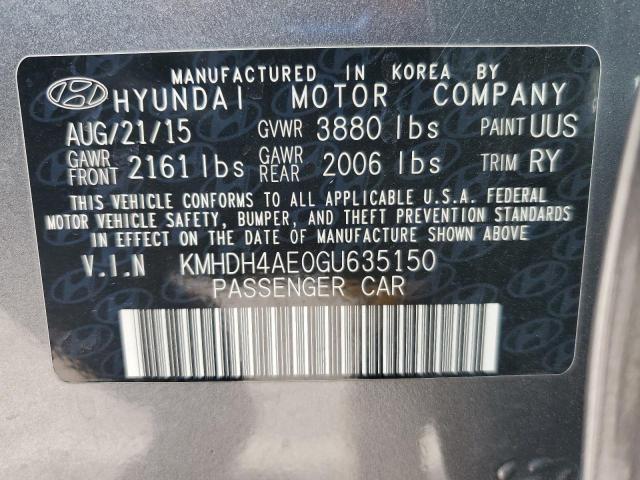 MANUFACTURED IN KOREA BY
HYUNDAI MOTOR COMPANY
AUG/21/15 GVWR 3880 lbs PAINT UUS
GAWR FRONT 2161 lbs GAWR REAR 2006 lbs TRIM RY
THIS VEHICLE CONFORMS TO ALL APPLICABLE U.S.A. FEDERAL
MOTOR VEHICLE SAFETY, BUMPER, AND THEFT PREVENTION STANDARDS
IN EFFECT ON THE DATE OF MANUFACTURE SHOWN ABOVE
V.I.N KMHDH4AE0GU635150
PASSENGER CAR